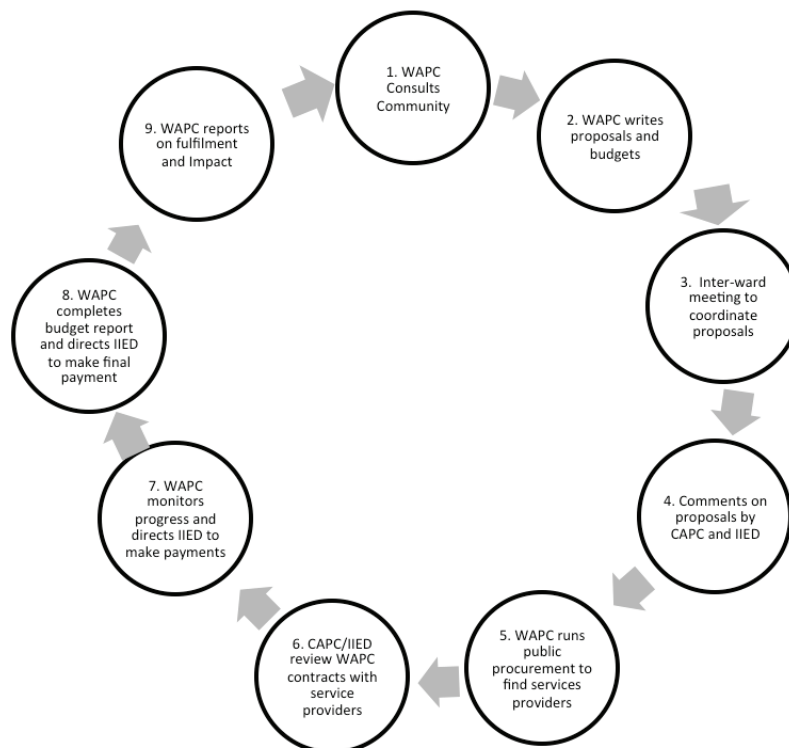 1. WAPC
Consults
Community
2. WAPC writes
proposals and
budgets
3. Inter-ward
meeting to
coordinate
proposals
4. Comments on
proposals by
CAPC and IIED
5. WAPC runs
public
procurement to
find services
providers
6. CAPC/IIED
review WAPC
contracts with
service
providers
7. WAPC
monitors
progress and
directs IIED to
make payments
8. WAPC
completes
budget report
and directs IIED
to make final
payment
9. WAPC reports
on fulfilment
and Impact